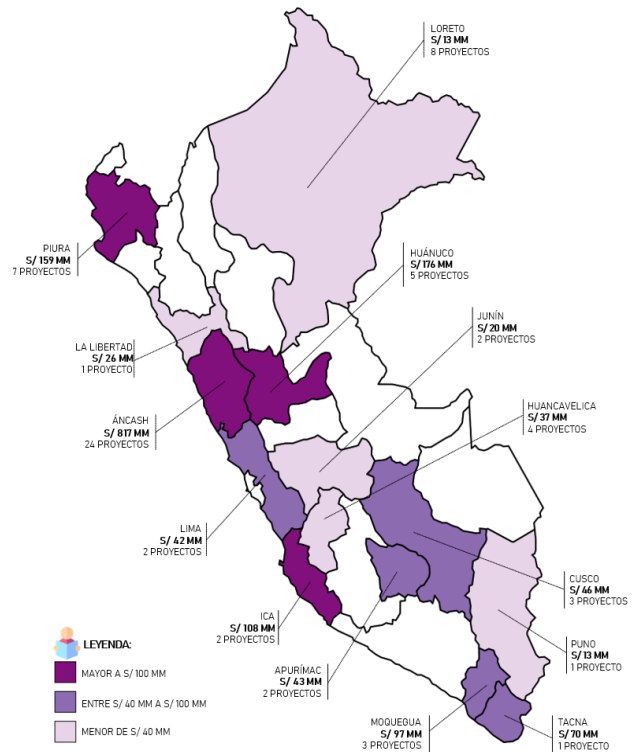 LORETO
S/ 13 MM
8 PROYECTOS
PIURA
S/ 159 MM
7 PROYECTOS
HUÁNUCO
S/ 176 MM
5 PROYECTOS
JUNÍN
S/ 20 MM
2 PROYECTOS
LA LIBERTAD
S/ 26 MM
1 PROYECTO
HUANCAVELICA
S/ 37 MM
4 PROYECTOS
ÁNCASH
S/ 817 MM
24 PROYECTOS
LIMA
S/ 42 MM
2 PROYECTOS
CUSCO
S/ 46 MM
3 PROYECTOS
ICA
S/ 108 MM
2 PROYECTOS
PUNO
S/ 13 MM
1 PROYECTO
APURÍMAC
S/ 43 MM
2 PROYECTOS
MOQUEGUA
S/ 97 MM
3 PROYECTOS
TACNA
S/ 70 MM
1 PROYECTO
LEYENDA:
MAYOR A S/ 100 MM
ENTRE S/ 40 MM A S/ 100 MM
MENOR DE S/ 40 MM